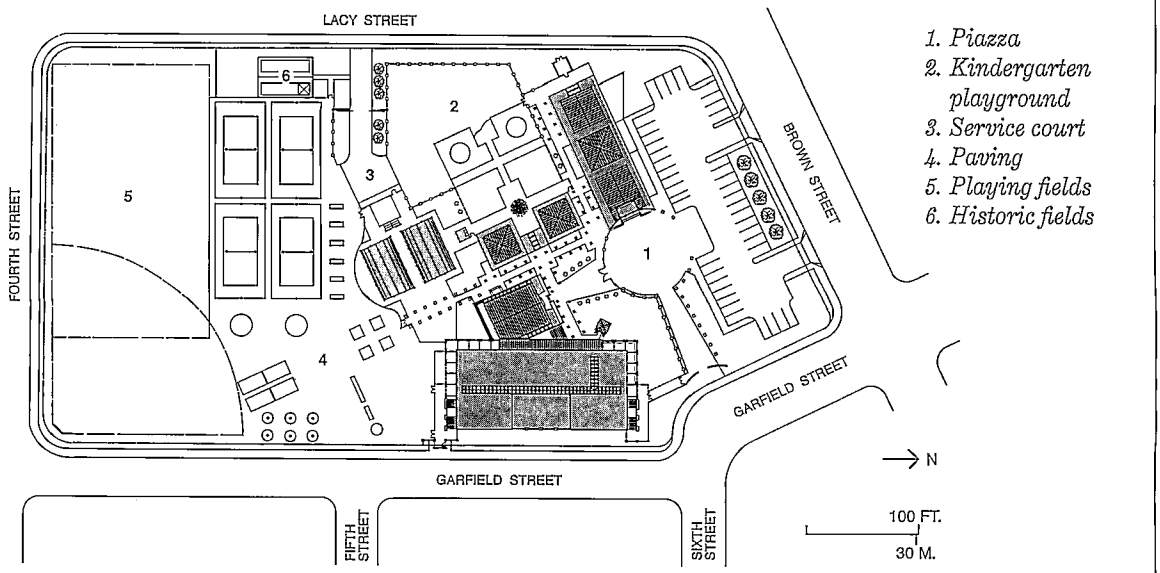 LACY STREET
1. Piazza
2. Kindergarten
playground
3. Service court
4. Paving
5. Playing fields
6. Historic fields
6
2
BROWN STREET
3
5
FOURTH STREET
1
4
GARFIELD STREET
N
GARFIELD STREET
100 FT.
30 M.
FIFTH
STREET
SIXTH
STREET